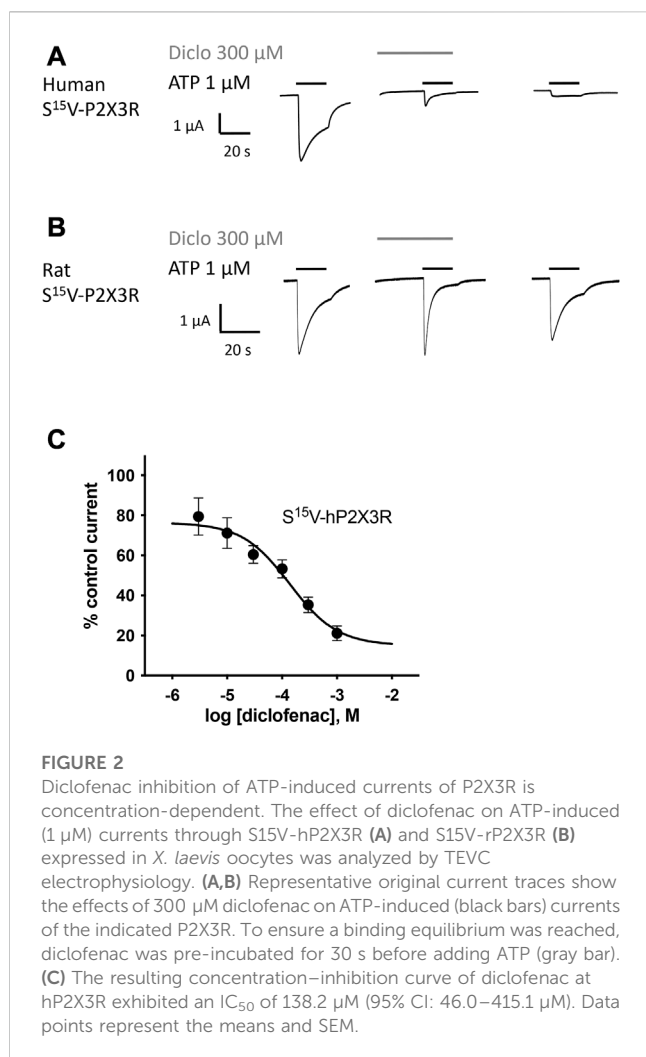 A
Diclo 300 µM
Human
ATP 1 µM
S¹⁵V-P2X3R
1 µA
20 s
B
Diclo 300 µM
Rat
ATP 1 µM
S¹⁵V-P2X3R
1 µA
20 s
C
100
80
60
40
20
0
% control current
S¹⁵V-hP2X3R
-6 -5 -4 -3 -2
log [diclofenac], M
FIGURE 2
Diclofenac inhibition of ATP-induced currents of P2X3R is
concentration-dependent. The effect of diclofenac on ATP-induced
(1 µM) currents through S15V-hP2X3R (A) and S15V-rP2X3R (B)
expressed in X. laevis oocytes was analyzed by TEVC
electrophysiology. (A,B) Representative original current traces show
the effects of 300 µM diclofenac on ATP-induced (black bars) currents
of the indicated P2X3R. To ensure a binding equilibrium was reached,
diclofenac was pre-incubated for 30 s before adding ATP (gray bar).
(C) The resulting concentration–inhibition curve of diclofenac at
hP2X3R exhibited an IC₅₀ of 138.2 µM (95% CI: 46.0–415.1 µM). Data
points represent the means and SEM.